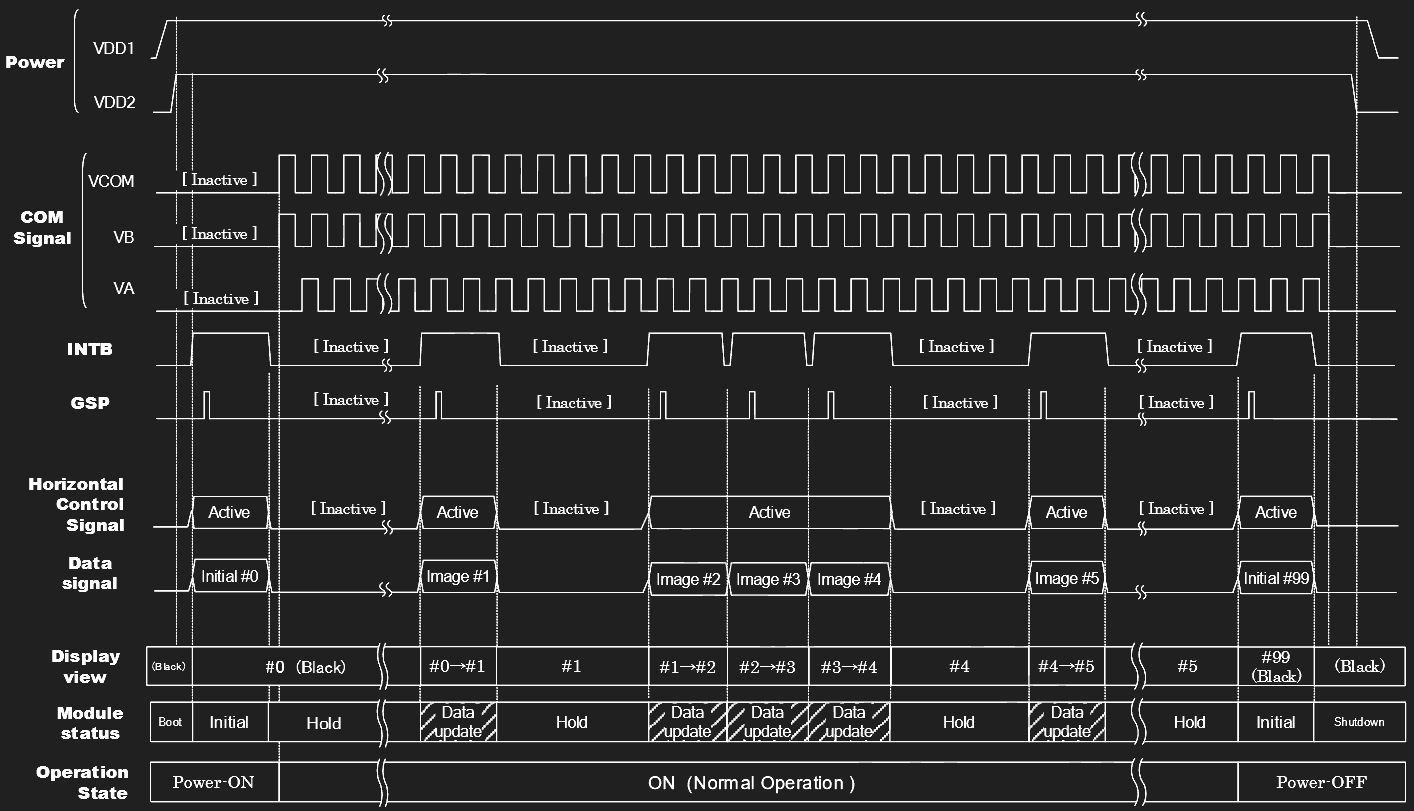 Power
VDD1
VDD2
COM
Signal
VCOM
[ Inactive ]
VB
[ Inactive ]
VA
[ Inactive ]
INTB
[ Inactive ]
[ Inactive ]
[ Inactive ]
[ Inactive ]
GSP
[ Inactive ]
[ Inactive ]
[ Inactive ]
[ Inactive ]
Horizontal
Control
Signal
Active
[ Inactive ]
Active
[ Inactive ]
Active
[ Inactive ]
Active
[ Inactive ]
Active
Data
signal
Initial #0
Image #1
Image #2
Image #3
Image #4
Image #5
Initial #99
Display
view
(Black)
#0 (Black)
#0→#1
#1
#1→#2
#2→#3
#3→#4
#4
#4→#5
#5
#99
(Black)
(Black)
Module
status
Boot
Initial
Hold
Data
update
Hold
Data
update
Data
update
Data
update
Hold
Data
update
Hold
Initial
Shutdown
Operation
State
Power-ON
ON (Normal Operation )
Power-OFF